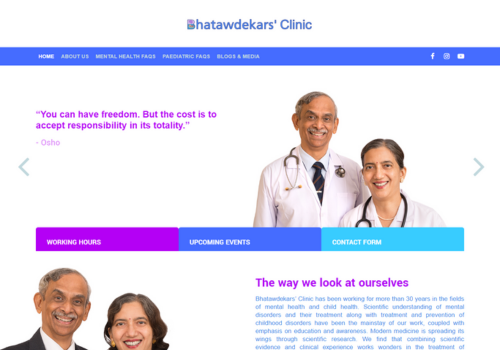 Bhatawdekars' Clinic
HOME ABOUT US MENTAL HEALTH FAQS PAEDIATRIC FAQS BLOGS & MEDIA
“You can have freedom. But the cost is to
accept responsibility in its totality.”
- Osho
WORKING HOURS UPCOMING EVENTS CONTACT FORM
The way we look at ourselves
Bhatawdekars' Clinic has been working for more than 30 years in the fields
of mental health and child health. Scientific understanding of mental
disorders and their treatment along with treatment and prevention of
childhood disorders have been the mainstay of our work, coupled with
emphasis on education and awareness. Modern medicine is spreading its
wings through scientific research. We find that combining scientific
evidence and clinical experience works wonders in the treatment of